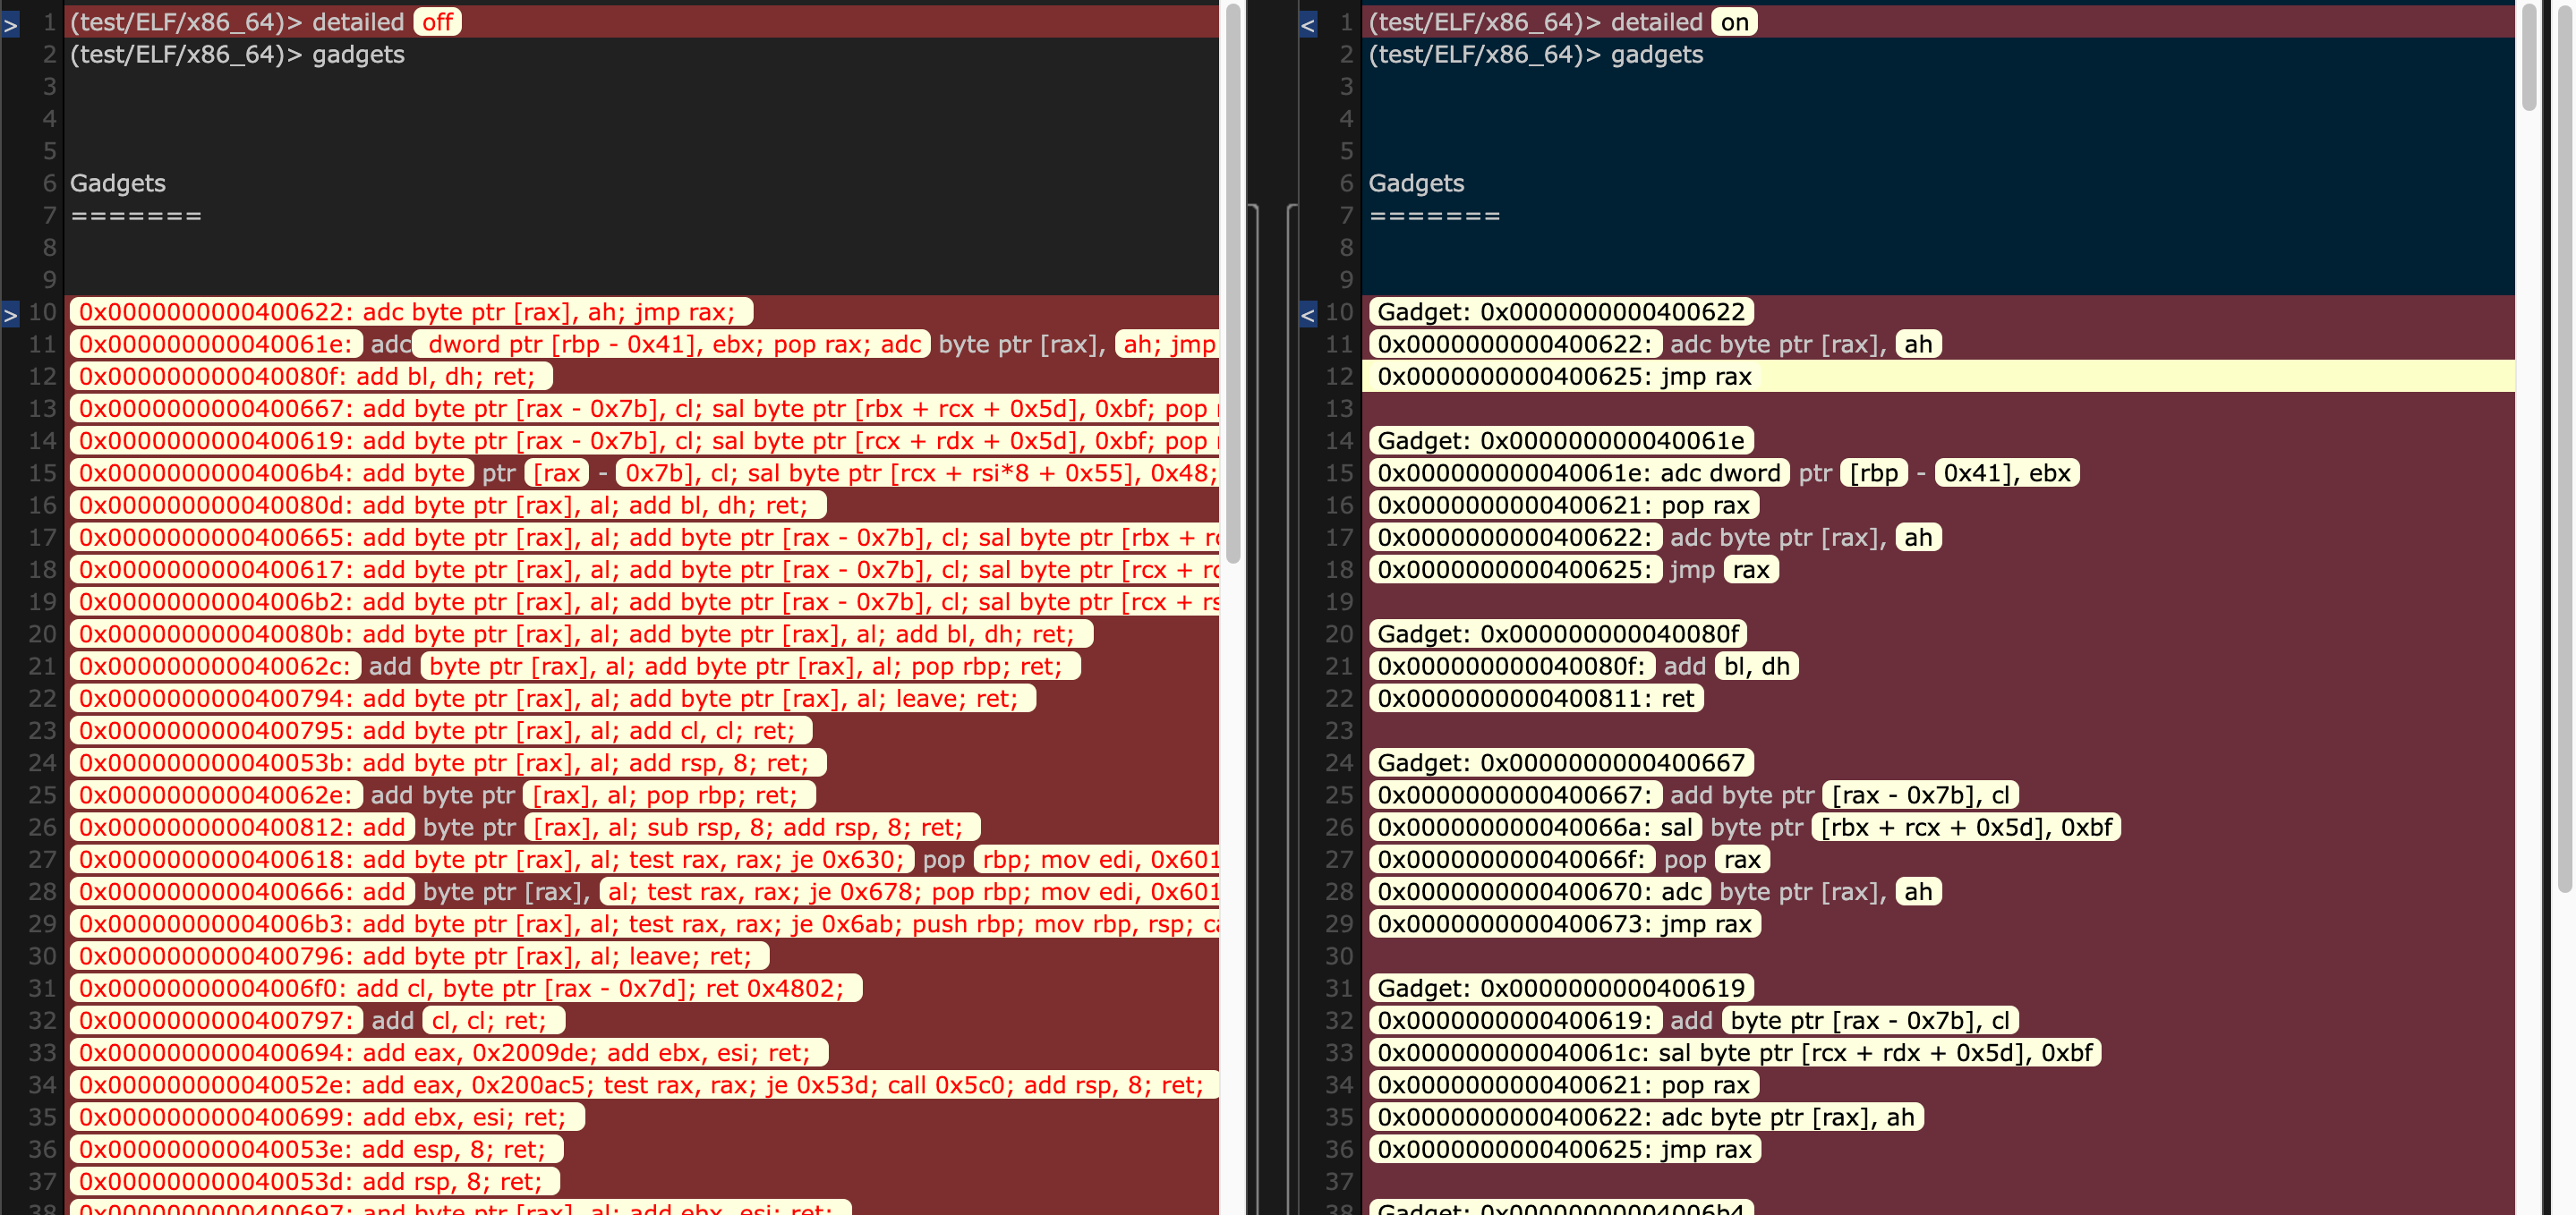 1 (test/ELF/x86_64)> detailed off
2 (test/ELF/x86_64)> gadgets
3
4
5
6 Gadgets
7 =======
8
9
10 0x0000000000400622: adc byte ptr [rax], ah; jmp rax;
11 0x000000000040061e: adc dword ptr [rbp - 0x41], ebx; pop rax; adc byte ptr [rax], ah; jmp
12 0x000000000040080f: add bl, dh; ret;
13 0x0000000000400667: add byte ptr [rax - 0x7b], cl; sal byte ptr [rbx + rcx + 0x5d], 0xbf; pop
14 0x0000000000400619: add byte ptr [rax - 0x7b], cl; sal byte ptr [rcx + rdx + 0x5d], 0xbf; pop
15 0x00000000004006b4: add byte ptr [rax - 0x7b], cl; sal byte ptr [rcx + rsi*8 + 0x55], 0x48;
16 0x000000000040080d: add byte ptr [rax], al; add bl, dh; ret;
17 0x0000000000400665: add byte ptr [rax], al; add byte ptr [rax - 0x7b], cl; sal byte ptr [rbx +
18 0x0000000000400617: add byte ptr [rax], al; add byte ptr [rax - 0x7b], cl; sal byte ptr [rcx +
19 0x00000000004006b2: add byte ptr [rax], al; add byte ptr [rax - 0x7b], cl; sal byte ptr [rcx +
20 0x000000000040080b: add byte ptr [rax], al; add byte ptr [rax], al; add bl, dh; ret;
21 0x000000000040062c: add byte ptr [rax], al; add byte ptr [rax], al; pop rbp; ret;
22 0x0000000000400794: add byte ptr [rax], al; add byte ptr [rax], al; leave; ret;
23 0x0000000000400795: add byte ptr [rax], al; add cl, cl; ret;
24 0x000000000040053b: add byte ptr [rax], al; add rsp, 8; ret;
25 0x000000000040062e: add byte ptr [rax], al; pop rbp; ret;
26 0x0000000000400812: add byte ptr [rax], al; sub rsp, 8; add rsp, 8; ret;
27 0x0000000000400618: add byte ptr [rax], al; test rax, rax; je 0x630; pop rbp; mov edi, 0x601
28 0x0000000000400666: add byte ptr [rax], al; test rax, rax; je 0x678; pop rbp; mov edi, 0x601
29 0x00000000004006b3: add byte ptr [rax], al; test rax, rax; je 0x6ab; push rbp; mov rbp, rsp;
30 0x0000000000400796: add byte ptr [rax], al; leave; ret;
31 0x00000000004006f0: add cl, byte ptr [rax - 0x7d]; ret 0x4802;
32 0x0000000000400797: add cl, cl; ret;
33 0x0000000000400694: add eax, 0x2009de; add ebx, esi; ret;
34 0x000000000040052e: add eax, 0x200ac5; test rax, rax; je 0x53d; call 0x5c0; add rsp, 8; ret;
35 0x0000000000400699: add ebx, esi; ret;
36 0x000000000040053e: add esp, 8; ret;
37 0x000000000040053d: add rsp, 8; ret;
38 0x0000000000400697: and byte ptr [rax], al; add ebx, esi; ret;
1 (test/ELF/x86_64)> detailed on
2 (test/ELF/x86_64)> gadgets
3
4
5
6 Gadgets
7 =======
8
9
10 Gadget: 0x0000000000400622
11 0x0000000000400622: adc byte ptr [rax], ah
12 0x0000000000400625: jmp rax
13
14 Gadget: 0x000000000040061e
15 0x000000000040061e: adc dword ptr [rbp - 0x41], ebx
16 0x0000000000400621: pop rax
17 0x0000000000400622: adc byte ptr [rax], ah
18 0x0000000000400625: jmp rax
19
20 Gadget: 0x000000000040080f
21 0x000000000040080f: add bl, dh
22 0x0000000000400811: ret
23
24 Gadget: 0x0000000000400667
25 0x0000000000400667: add byte ptr [rax - 0x7b], cl
26 0x000000000040066a: sal byte ptr [rbx + rcx + 0x5d], 0xbf
27 0x000000000040066f: pop rax
28 0x0000000000400670: adc byte ptr [rax], ah
29 0x0000000000400673: jmp rax
30
31 Gadget: 0x0000000000400619
32 0x0000000000400619: add byte ptr [rax - 0x7b], cl
33 0x000000000040061c: sal byte ptr [rcx + rdx + 0x5d], 0xbf
34 0x0000000000400621: pop rax
35 0x0000000000400622: adc byte ptr [rax], ah
36 0x0000000000400625: jmp rax
37
38 Gadget: 0x00000000004006b4